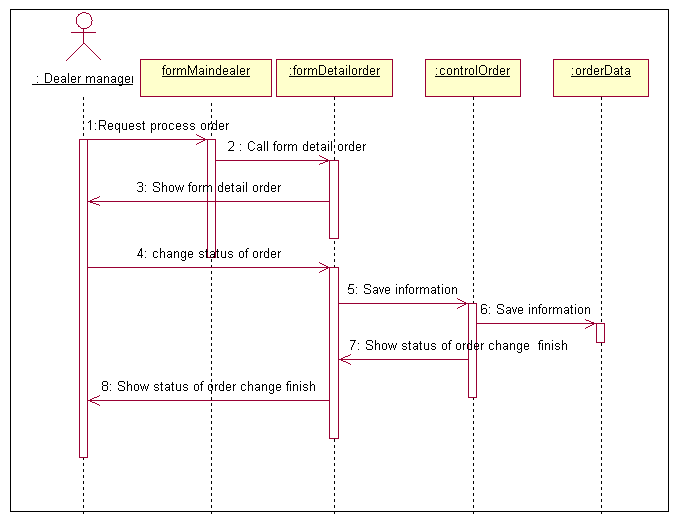 : Dealer manager
formMaindealer
:formDetailorder
:controlOrder
:orderData
1:Request process order
2 : Call form detail order
3: Show form detail order
4: change status of order
5: Save information
6: Save information
7: Show status of order change  finish
8: Show status of order change finish